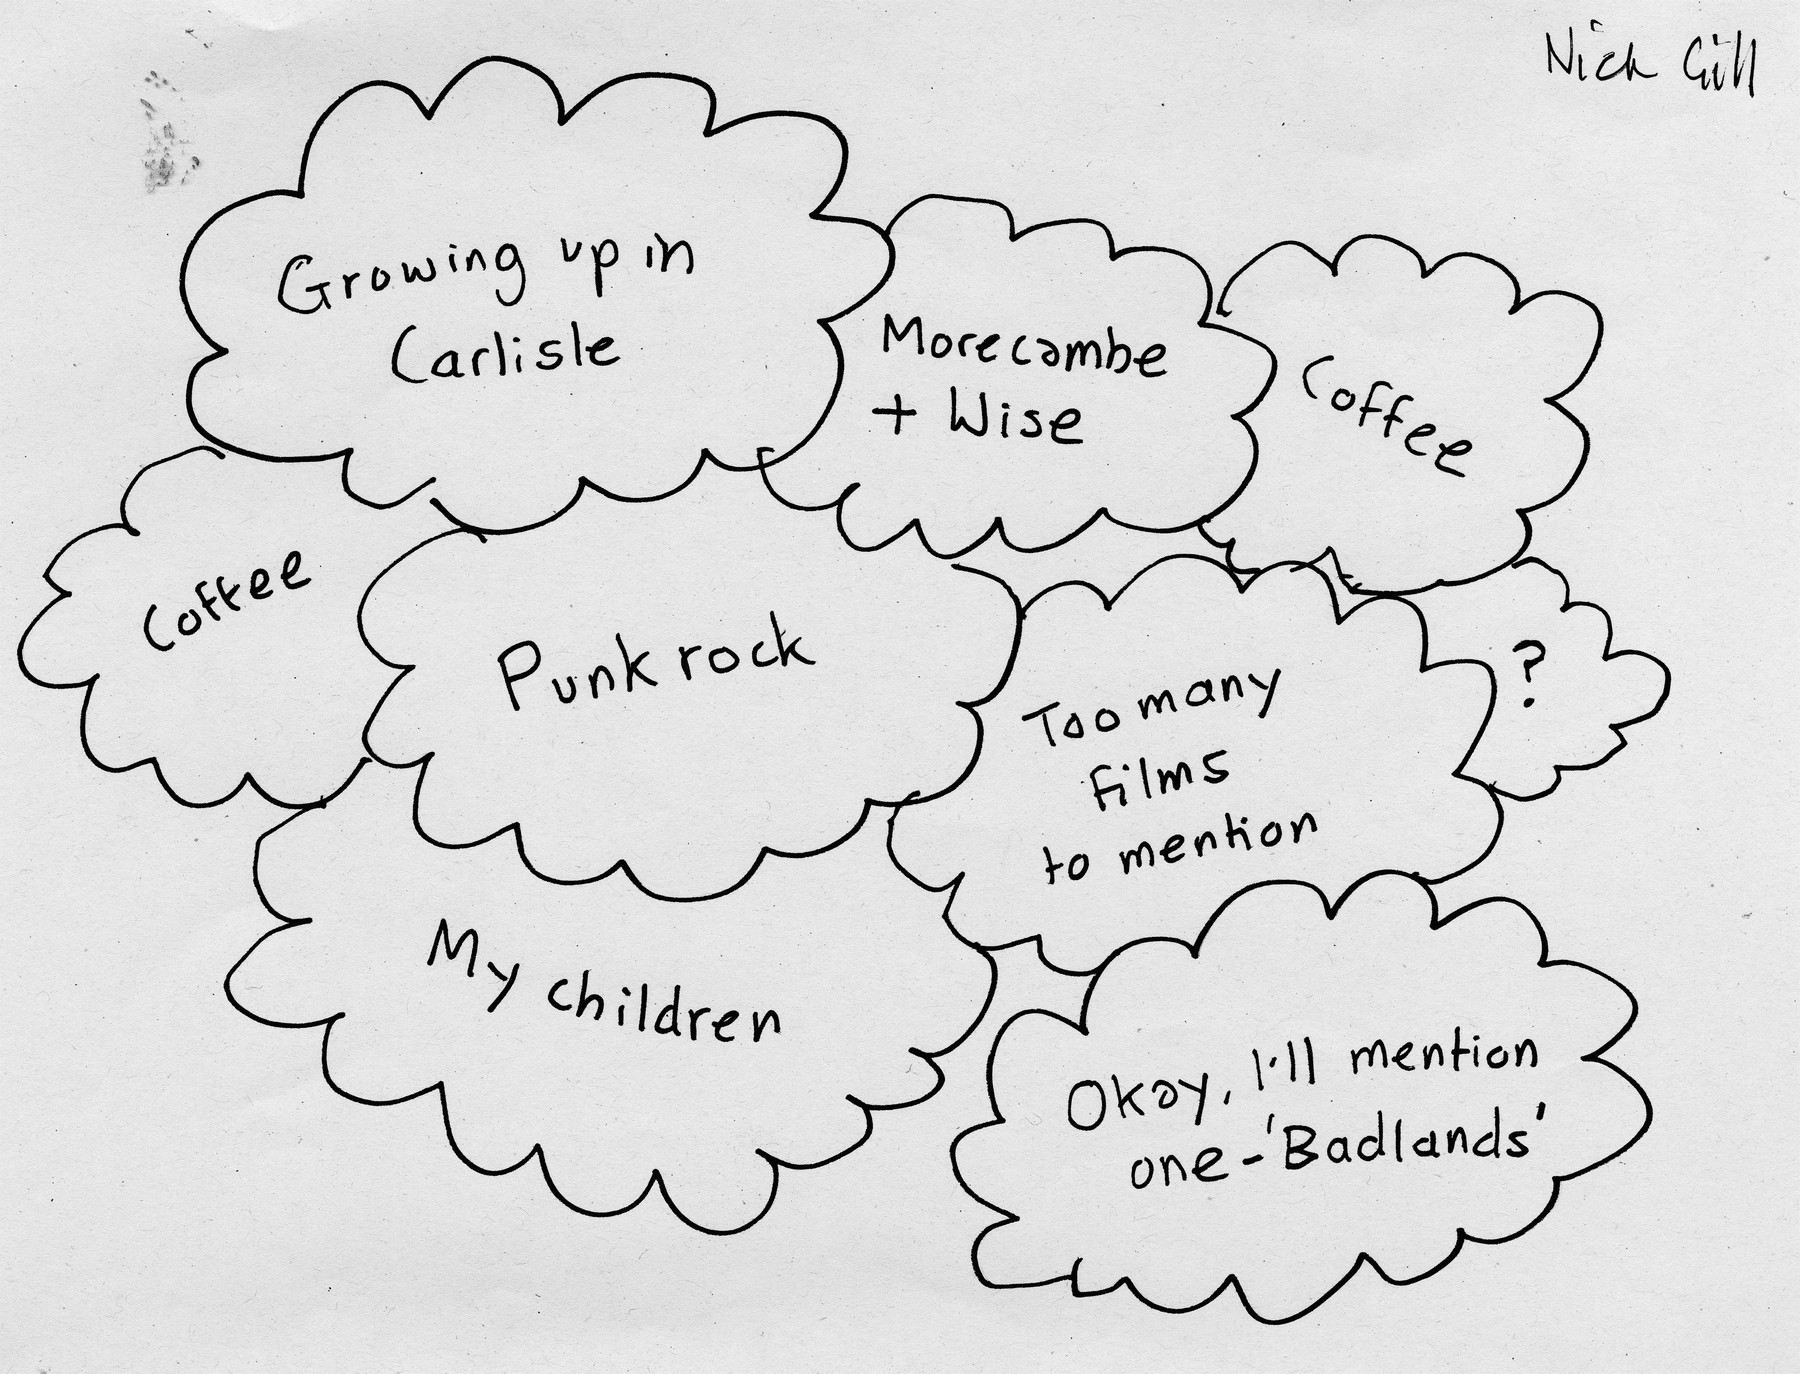 Nick Gill
Growing up in
Carlisle
Morecambe
+ Wise
Coffee
Coffee
Punk rock
Too many
films
to mention
?
My children
Okay, I'll mention
one - 'Badlands'